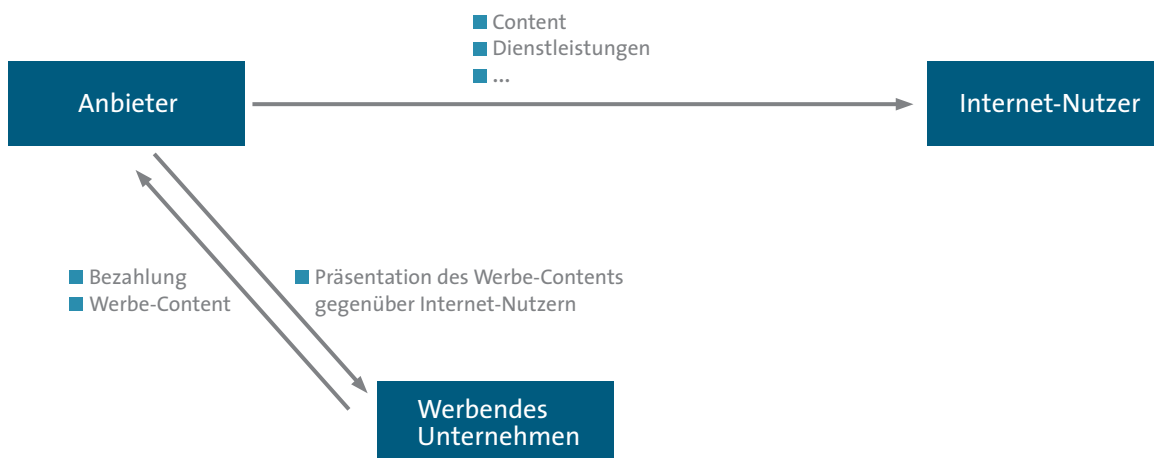 Content
Dienstleistungen
...
Anbieter
Internet-Nutzer
Bezahlung
Werbe-Content
Präsentation des Werbe-Contents
gegenüber Internet-Nutzern
Werbendes
Unternehmen